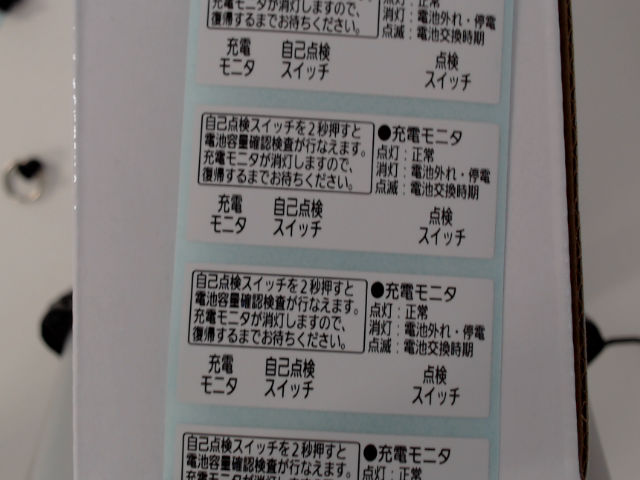 充電モニタが消灯しますので、
復帰するまでお待ちください。
点灯：正常
消灯：電池外れ・停電
点滅：電池交換時期
充電
モニタ
自己点検
スイッチ
点検
スイッチ
自己点検スイッチを2秒押すと
電池容量確認検査が行なえます。
充電モニタが消灯しますので、
復帰するまでお待ちください。
●充電モニタ
点灯：正常
消灯：電池外れ・停電
点滅：電池交換時期
充電
モニタ
自己点検
スイッチ
点検
スイッチ
自己点検スイッチを2秒押すと
電池容量確認検査が行なえます。
充電モニタが消灯しますので、
復帰するまでお待ちください。
●充電モニタ
点灯：正常
消灯：電池外れ・停電
点滅：電池交換時期
充電
モニタ
自己点検
スイッチ
点検
スイッチ
自己点検スイッチを2秒押すと
電池容量確認検査が行なえます。
充電モニタが消灯しますので、
●充電モニタ
点灯：正常